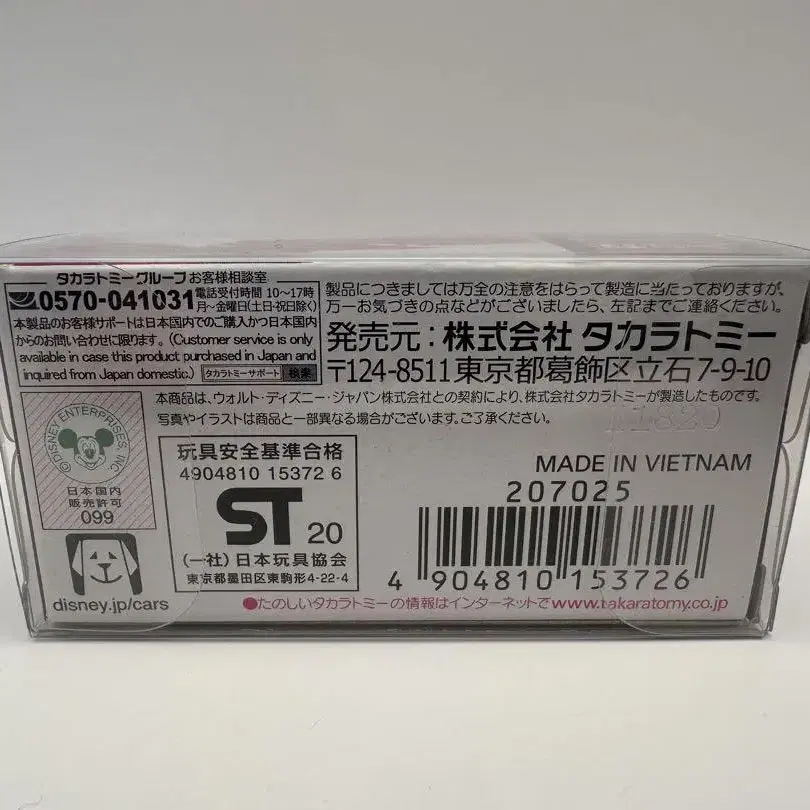 タカラトミーグループお客様相談室
0570-041031 電話受付時間 10～17時
月～金曜日(土・日・祝日除く)
本製品のお客様サポートは日本国内でのご購入かつ日本国内
からのお問い合わせに限ります。(Customer service is only
available in case this product purchased in Japan and
inquired from Japan domestic.) タカラトミーサポート 検索
製品につきましては万全の注意をはらって製造に当たっておりますが、
万一お気づきの点などがございましたら、左記までご連絡ください。
発売元：株式会社 タカラトミー
〒124-8511 東京都葛飾区立石7-9-10
本商品は、ウォルト・ディズニー・ジャパン株式会社との契約により、株式会社タカラトミーが製造したものです。
写真やイラストは商品と一部異なる場合がございます。ご了承ください。
©DISNEY ENTERPRISES, INC
日本国内
販売許可
099
disney.jp/cars
玩具安全基準合格
4904810 15372 6
ST 20
(一社)日本玩具協会
東京都墨田区東駒形4-22-4
MADE IN VIETNAM
207025
4 904810 153726
●たのしいタカラトミーの情報はインターネットで www.takaratomy.co.jp